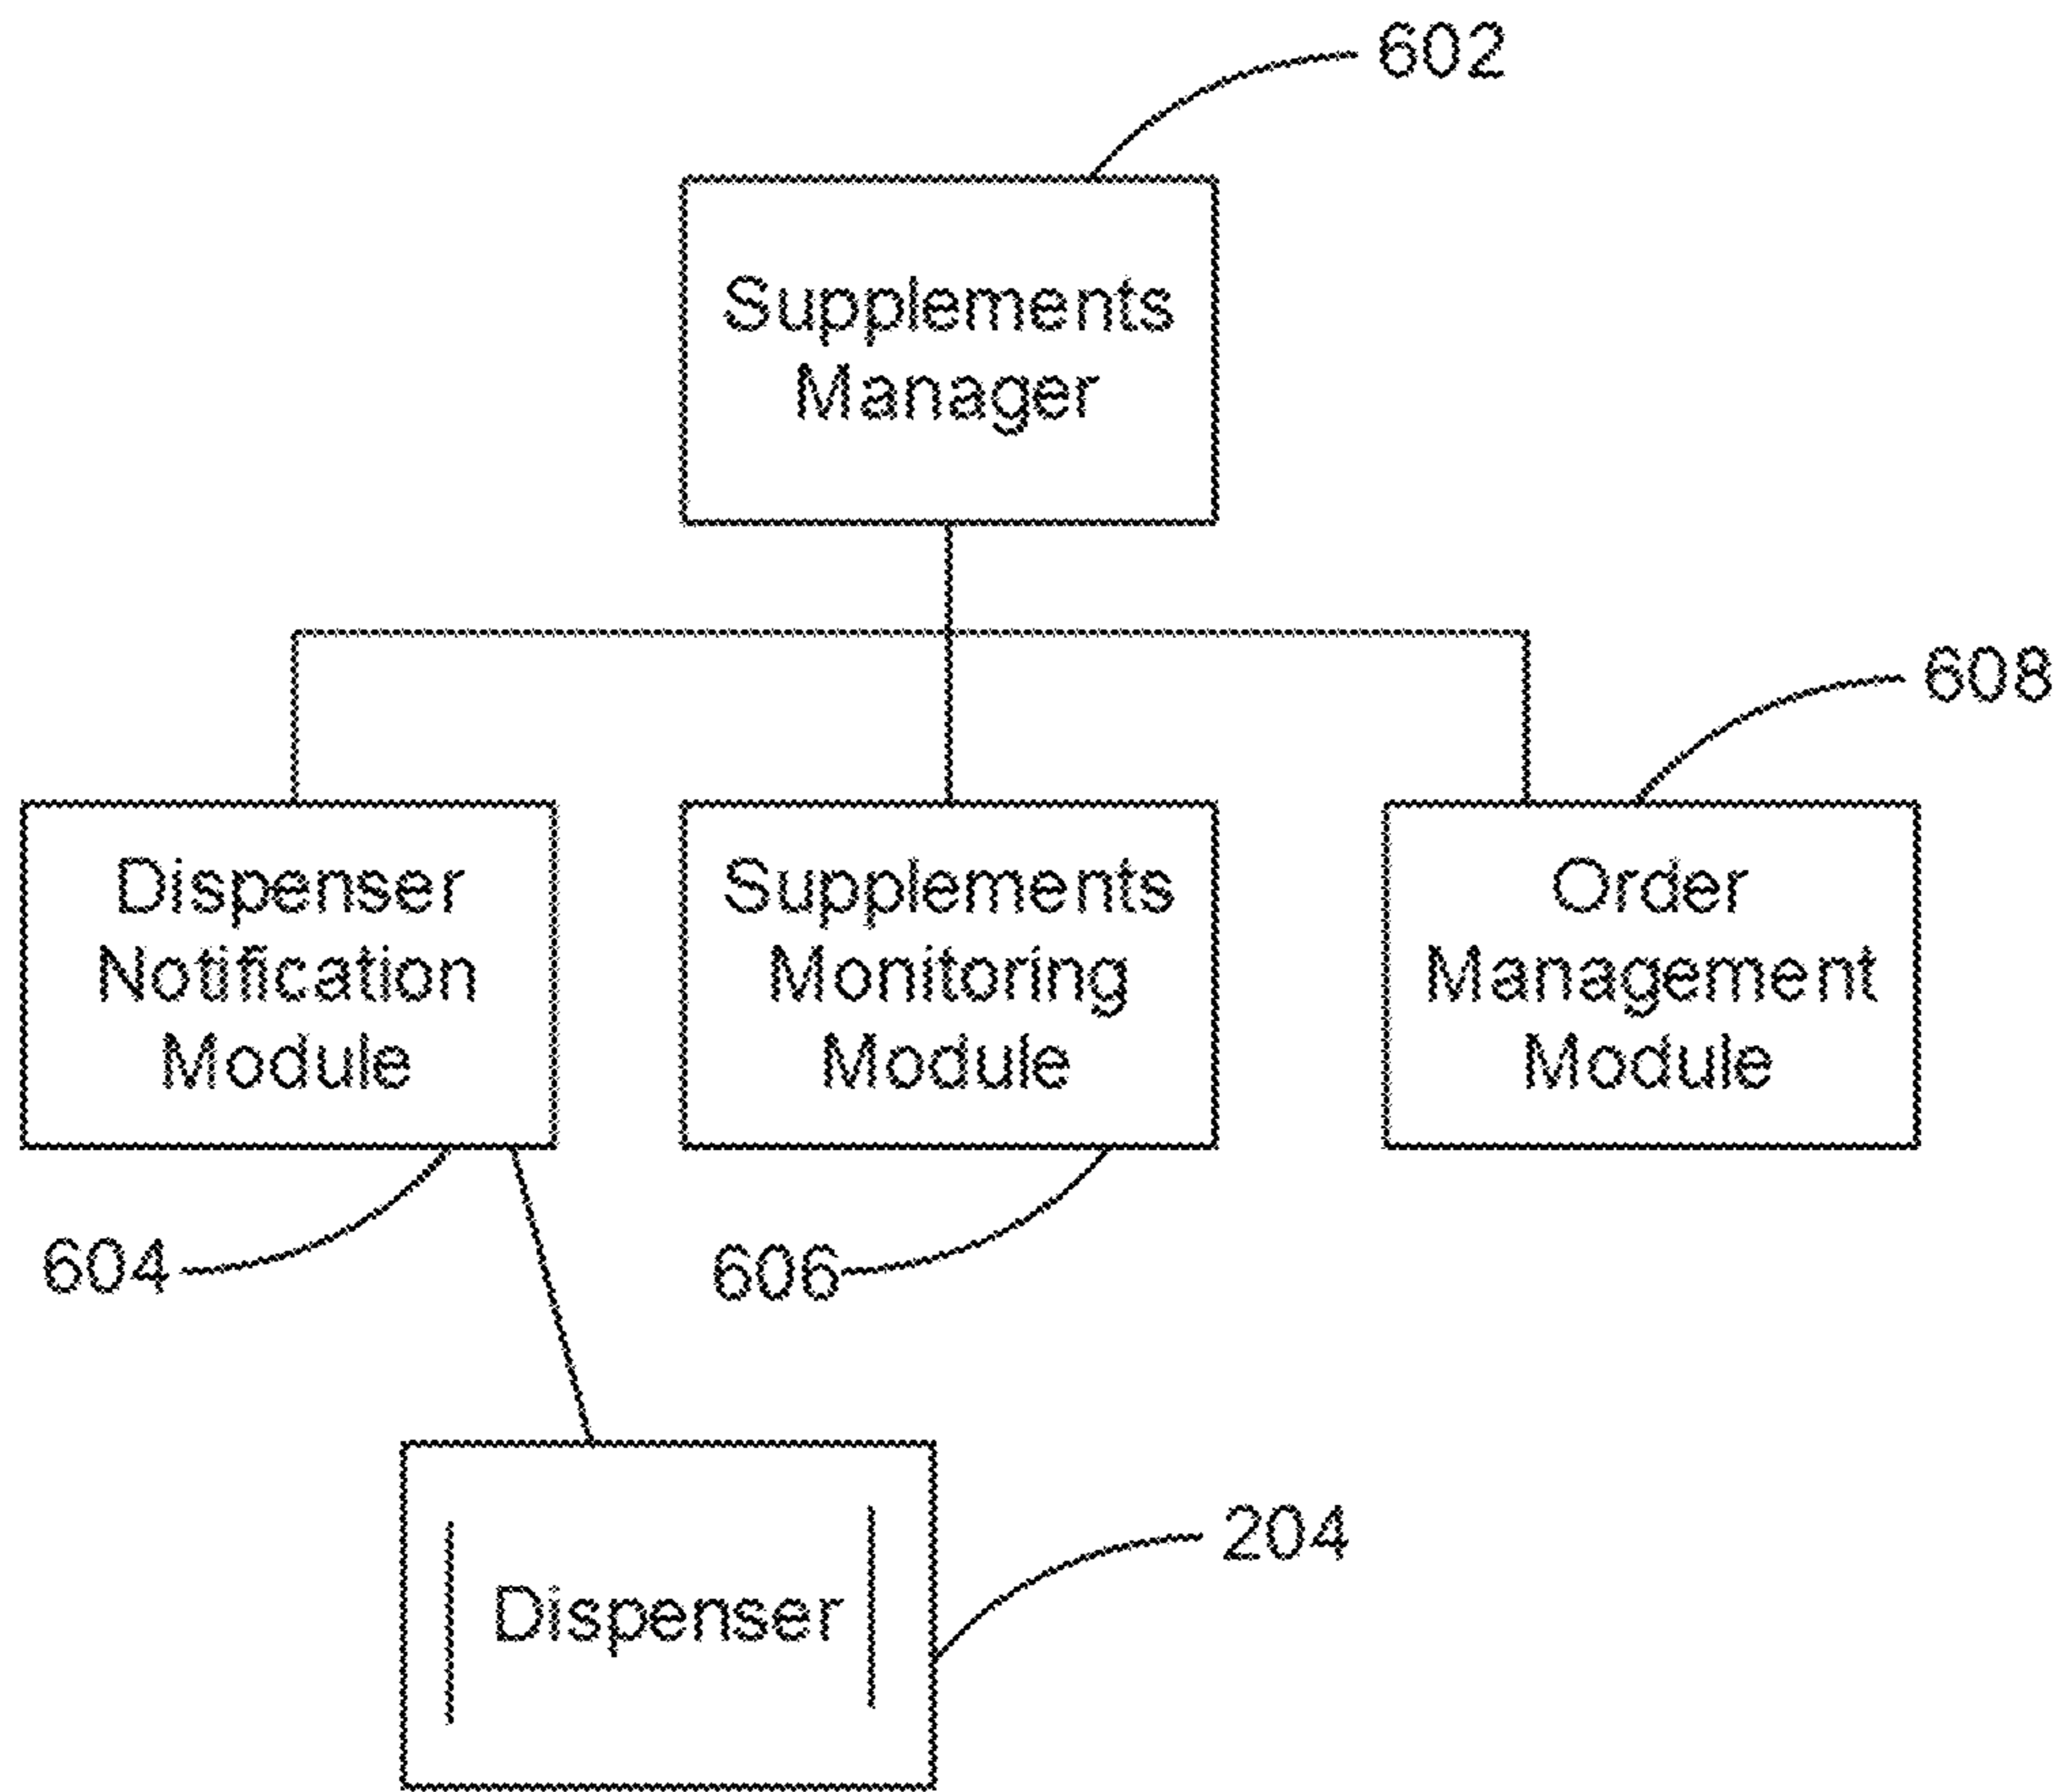 602
Supplements
Manager
608
Dispenser
Notification
Module
Supplements
Monitoring
Module
Order
Management
Module
604
606
204
Dispenser